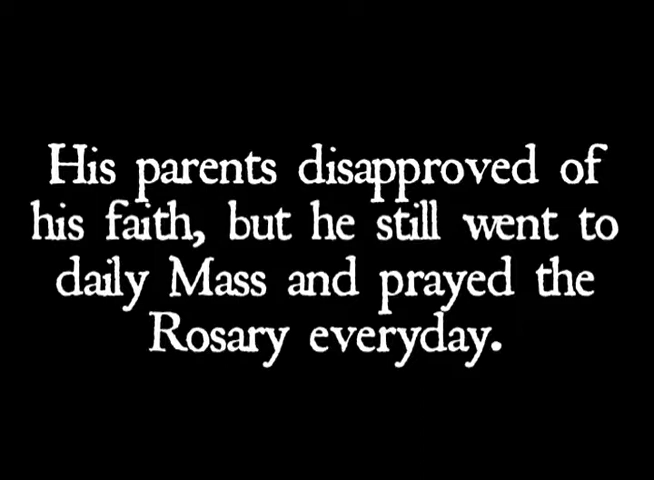 His parents disapproved of
his faith, but he still went to
daily Mass and prayed the
Rosary everyday.